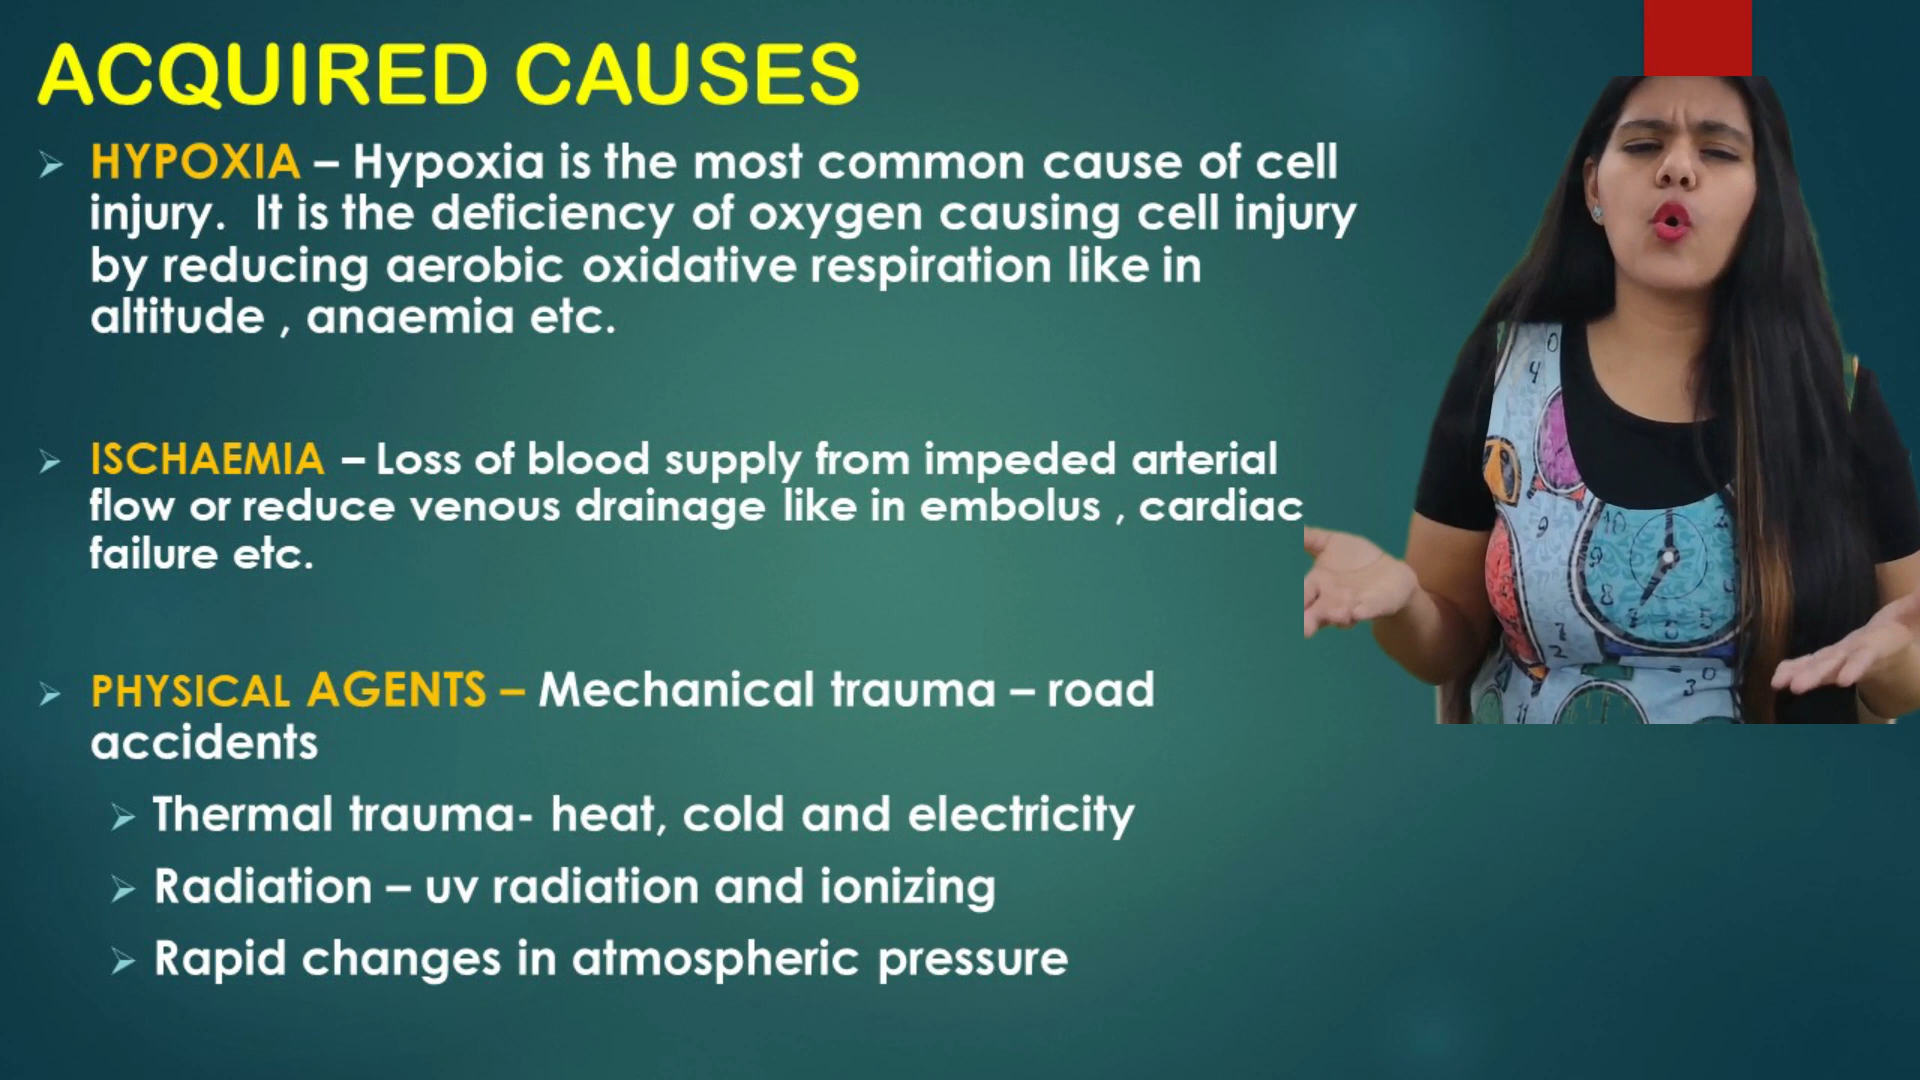 ACQUIRED CAUSES
➢ HYPOXIA – Hypoxia is the most common cause of cell
injury.  It is the deficiency of oxygen causing cell injury
by reducing aerobic oxidative respiration like in
altitude , anaemia etc.
➢ ISCHAEMIA – Loss of blood supply from impeded arterial
flow or reduce venous drainage like in embolus , cardiac
failure etc.
➢ PHYSICAL AGENTS – Mechanical trauma – road
accidents
➢ Thermal trauma- heat, cold and electricity
➢ Radiation – uv radiation and ionizing
➢ Rapid changes in atmospheric pressure